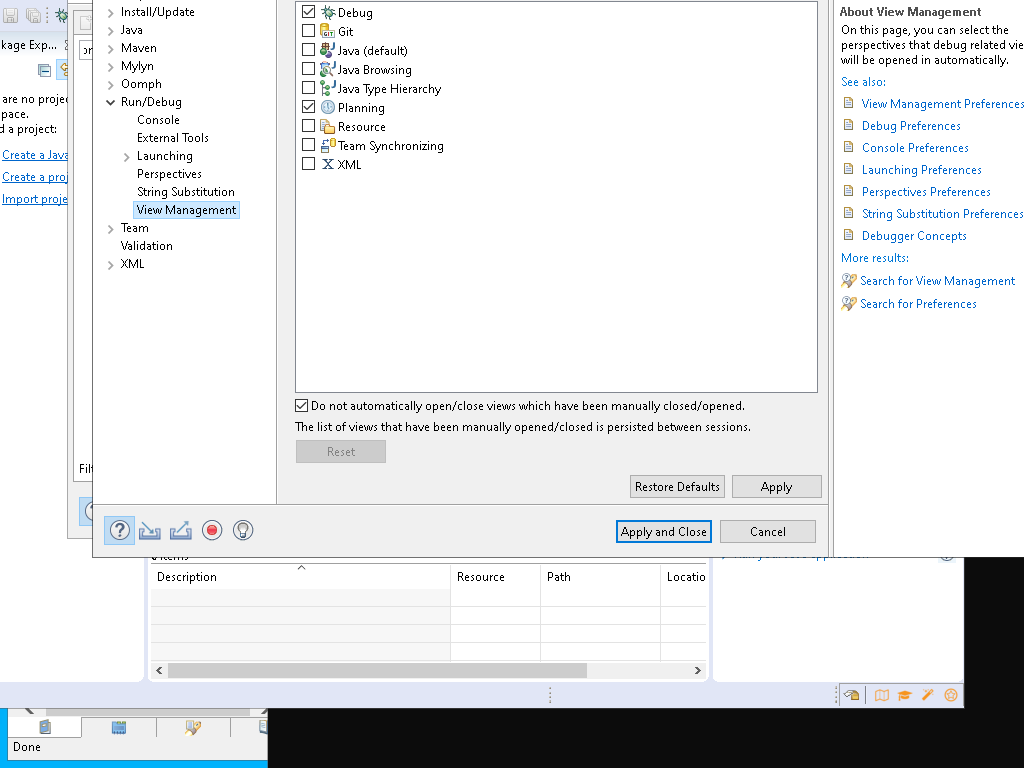 kage Exp...
are no projec
pace.
d a project:
Create a Java
Create a proj
Import proje
Install/Update
Java
Maven
Mylyn
Oomph
Run/Debug
Console
External Tools
Launching
Perspectives
String Substitution
View Management
Team
Validation
XML
Debug
Git
Java (default)
Java Browsing
Java Type Hierarchy
Planning
Resource
Team Synchronizing
XML
Do not automatically open/close views which have been manually closed/opened.
The list of views that have been manually opened/closed is persisted between sessions.
Reset
Restore Defaults
Apply
Apply and Close
Cancel
About View Management
On this page, you can select the
perspectives that debug related vie
will be opened in automatically.
See also:
View Management Preferences
Debug Preferences
Console Preferences
Launching Preferences
Perspectives Preferences
String Substitution Preferences
Debugger Concepts
More results:
Search for View Management
Search for Preferences
Filt
Description
Resource
Path
Locatio
Done